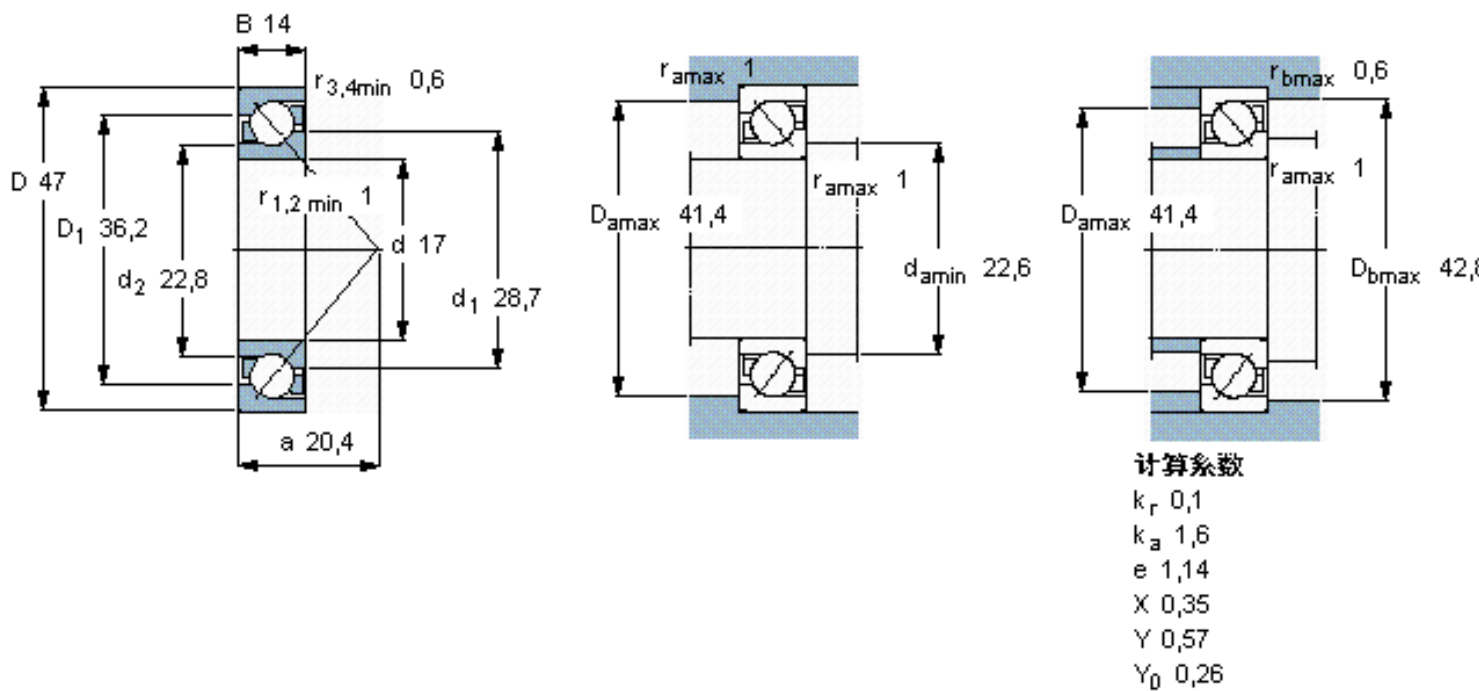 B 14
r3,4min 0,6
D 47
D1 36,2
d2 22,8
r1,2 min 1
d 17
d1 28,7
a 20,4
ramax 1
ramax 1
Damax 41,4
damin 22,6
rbmax 0,6
ramax 1
Damax 41,4
Dbmax 42,8
计算系数
kr 0,1
ka 1,6
e 1,14
X 0,35
Y 0,57
Y0 0,26